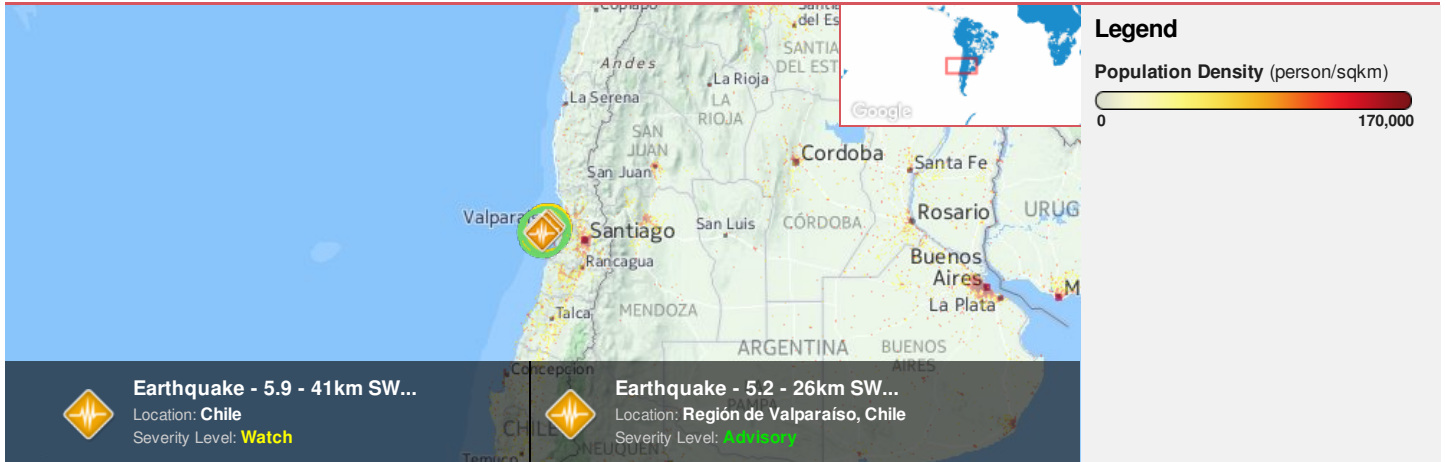 Copiapo
Santia
del Es
SANTIA
DEL EST
Andes
La Rioja
La Serena
LA
RIOJA
SAN
JUAN
San Juan
Cordoba
Santa Fe
Valparaís
Santiago
San Luis
CÓRDOBA
Rosario
URUG
Rancagua
Buenos
Aires
La Plata
M
Talca
MENDOZA
ARGENTINA
BUENOS
AIRES
Concepcion
PAMPA
CHILE
NEUQUEN
Temuco
Google
Earthquake - 5.9 - 41km SW...
Location: Chile
Severity Level: Watch
Earthquake - 5.2 - 26km SW...
Location: Región de Valparaíso, Chile
Severity Level: Advisory
Legend
Population Density (person/sqkm)
0 170,000